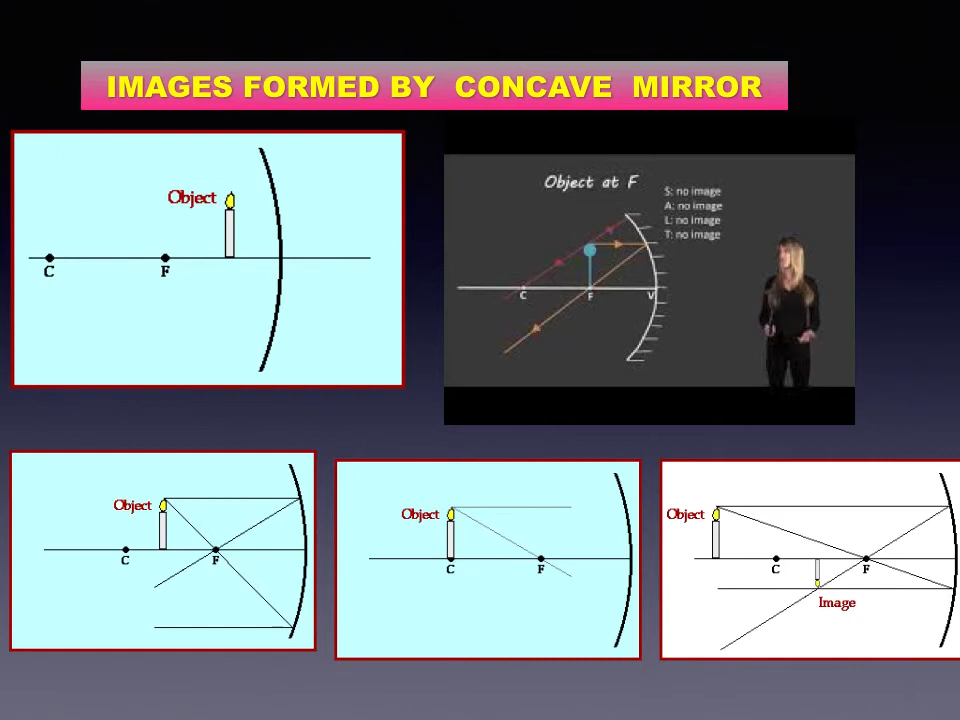 IMAGES FORMED BY CONCAVE MIRROR
Object
C
F
Object at F
S: no image
A: no image
L: no image
T: no image
C
F
V
Object
C
F
Object
C
F
Object
C
F
Image